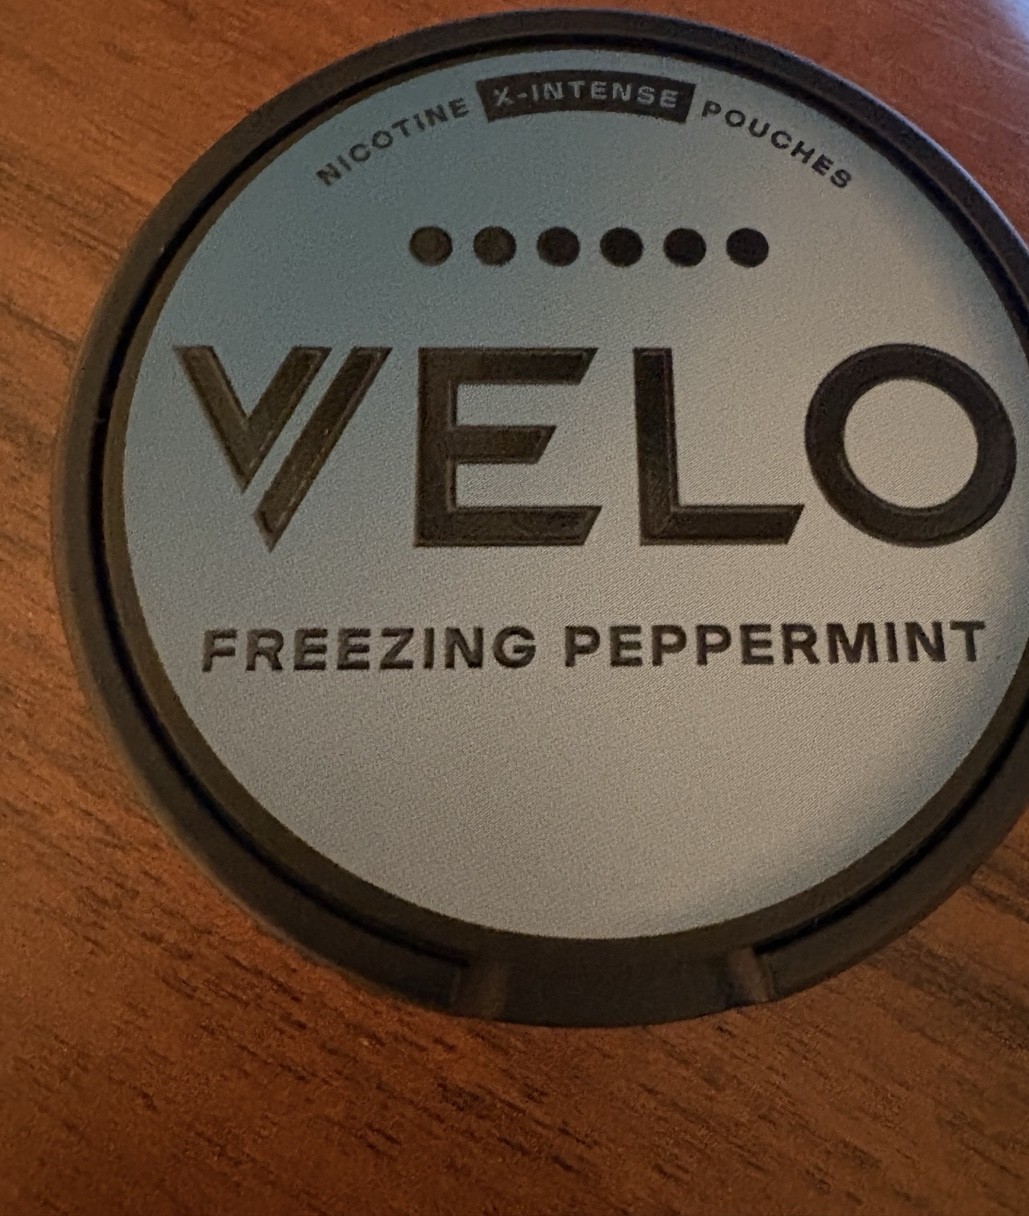 NICOTINE X-INTENSE POUCHES
VELO
FREEZING PEPPERMINT